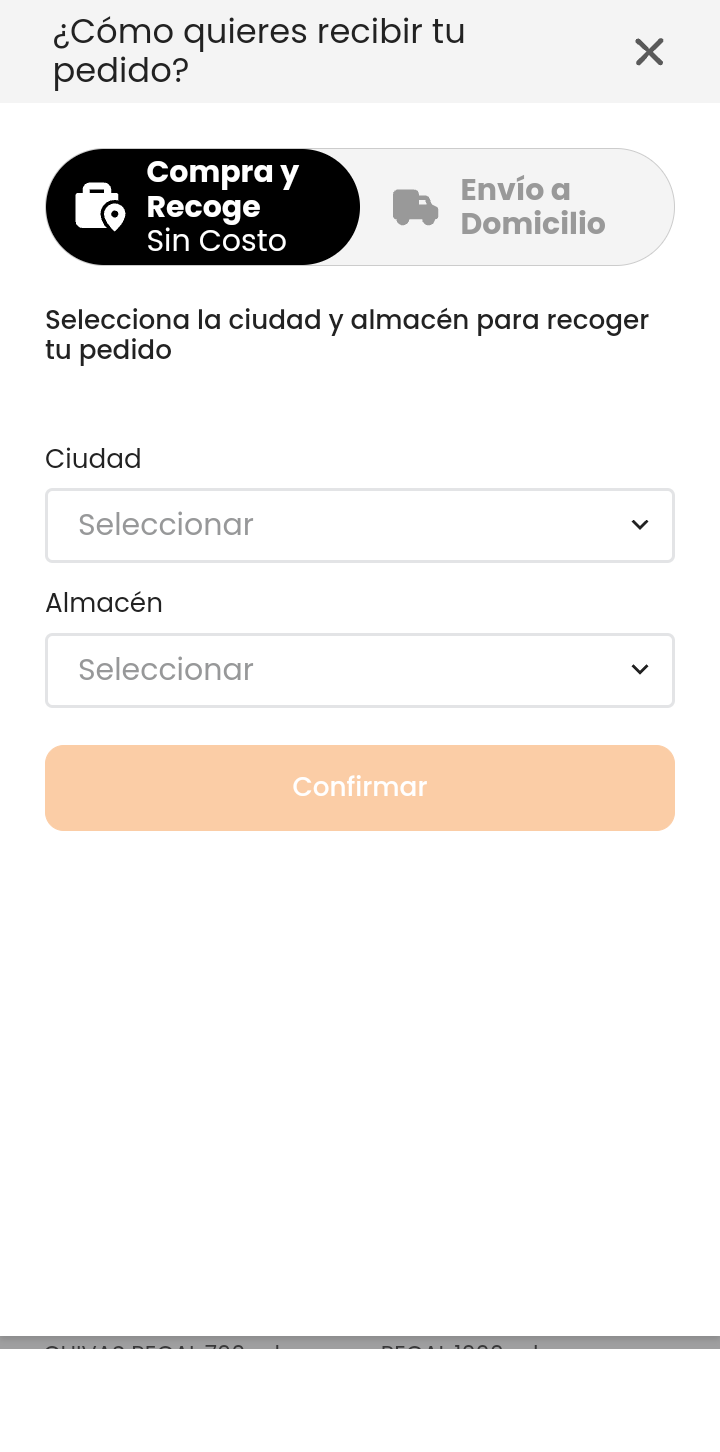 ¿Cómo quieres recibir tu
pedido?
Compra y
Recoge
Sin Costo
Envío a
Domicilio
Selecciona la ciudad y almacén para recoger
tu pedido
Ciudad
Seleccionar
Almacén
Seleccionar
Confirmar